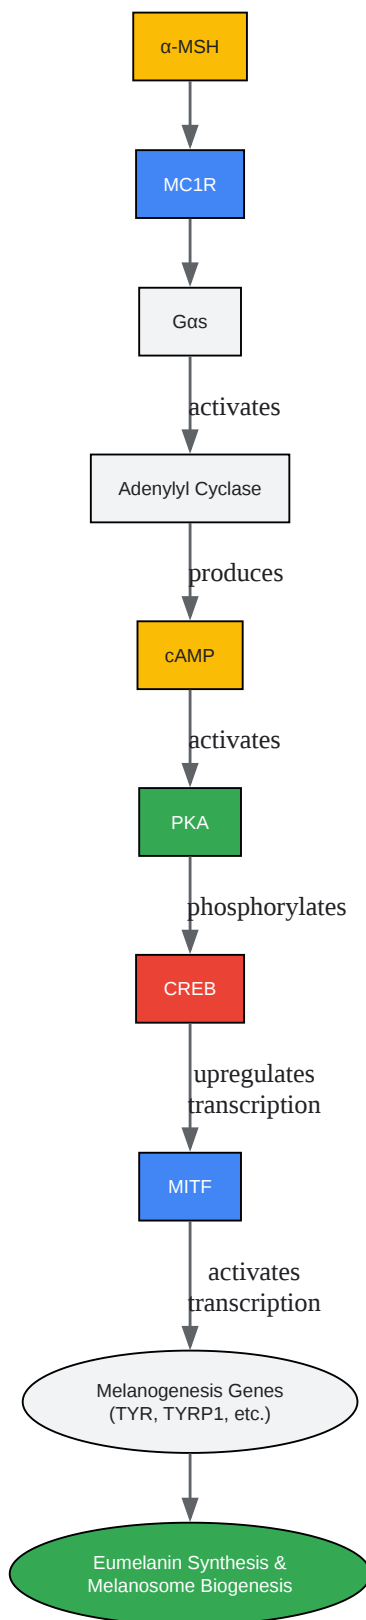 α-MSH
MC1R
Gαs
activates
Adenylyl Cyclase
produces
cAMP
activates
PKA
phosphorylates
CREB
upregulates
transcription
MITF
activates
transcription
Melanogenesis Genes
(TYR, TYRP1, etc.)
Eumelanin Synthesis &
Melanosome Biogenesis